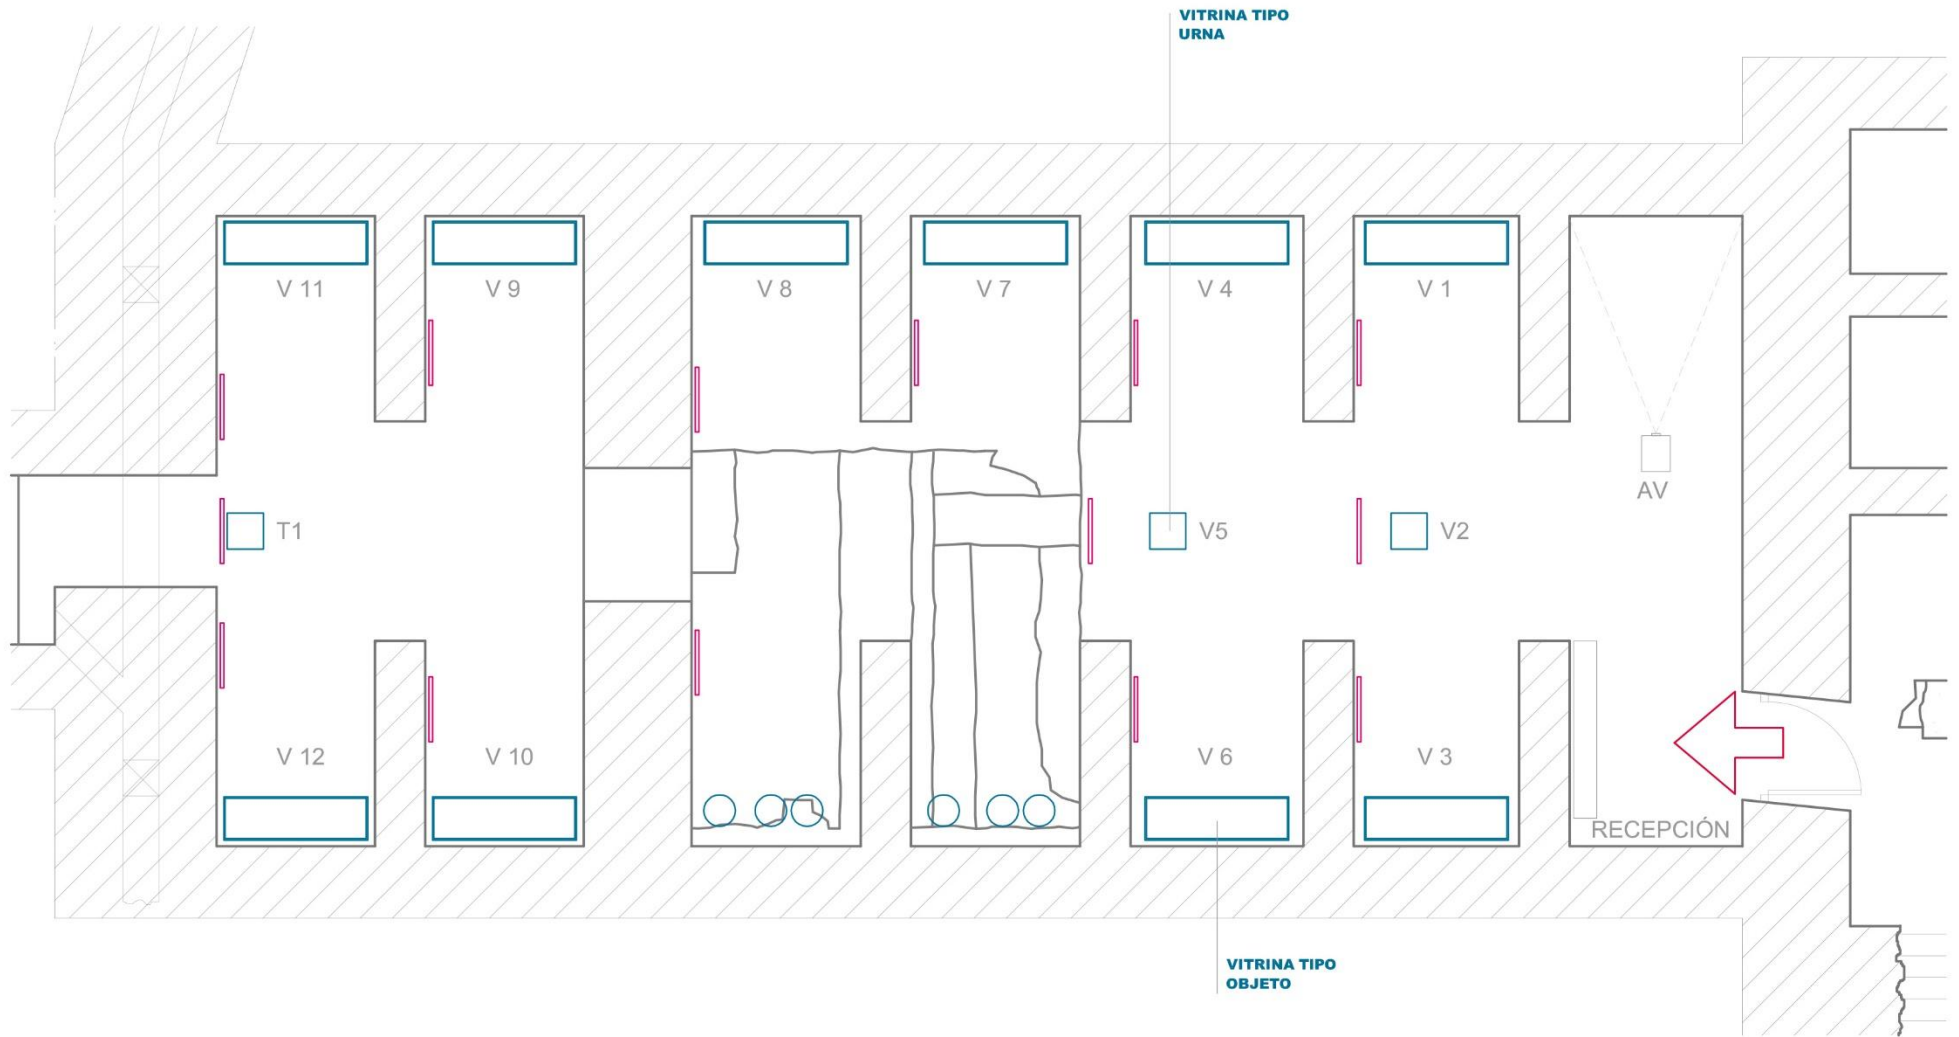 VITRINA TIPO
URNA
V 11
V 9
V 8
V 7
V 4
V 1
AV
T1
V5
V2
V 12
V 10
V 6
V 3
RECEPCIÓN
VITRINA TIPO
OBJETO